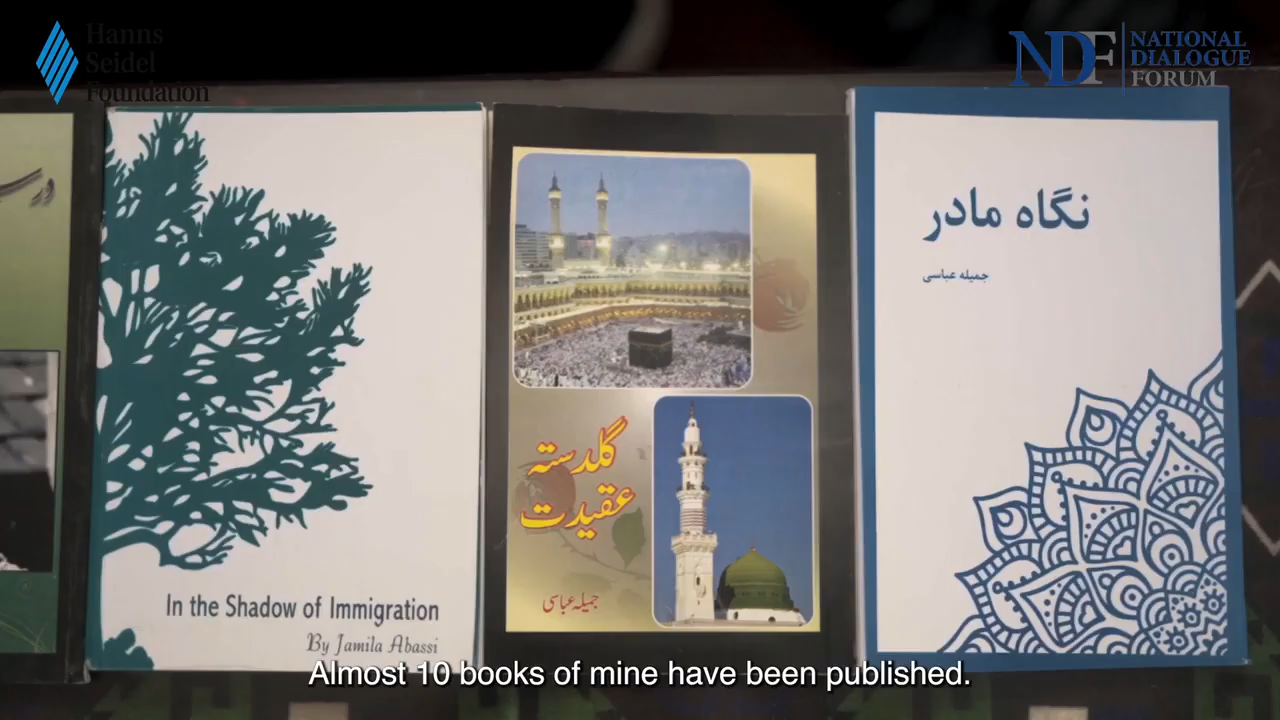 Hanns
Seidel
Foundation
NDF
NATIONAL
DIALOGUE
FORUM
In the Shadow of Immigration
By Jamila Abassi
گلدستہ
عقیدت
جمیلہ عباسی
نگاه مادر
جمیله عباسی
Almost 10 books of mine have been published.